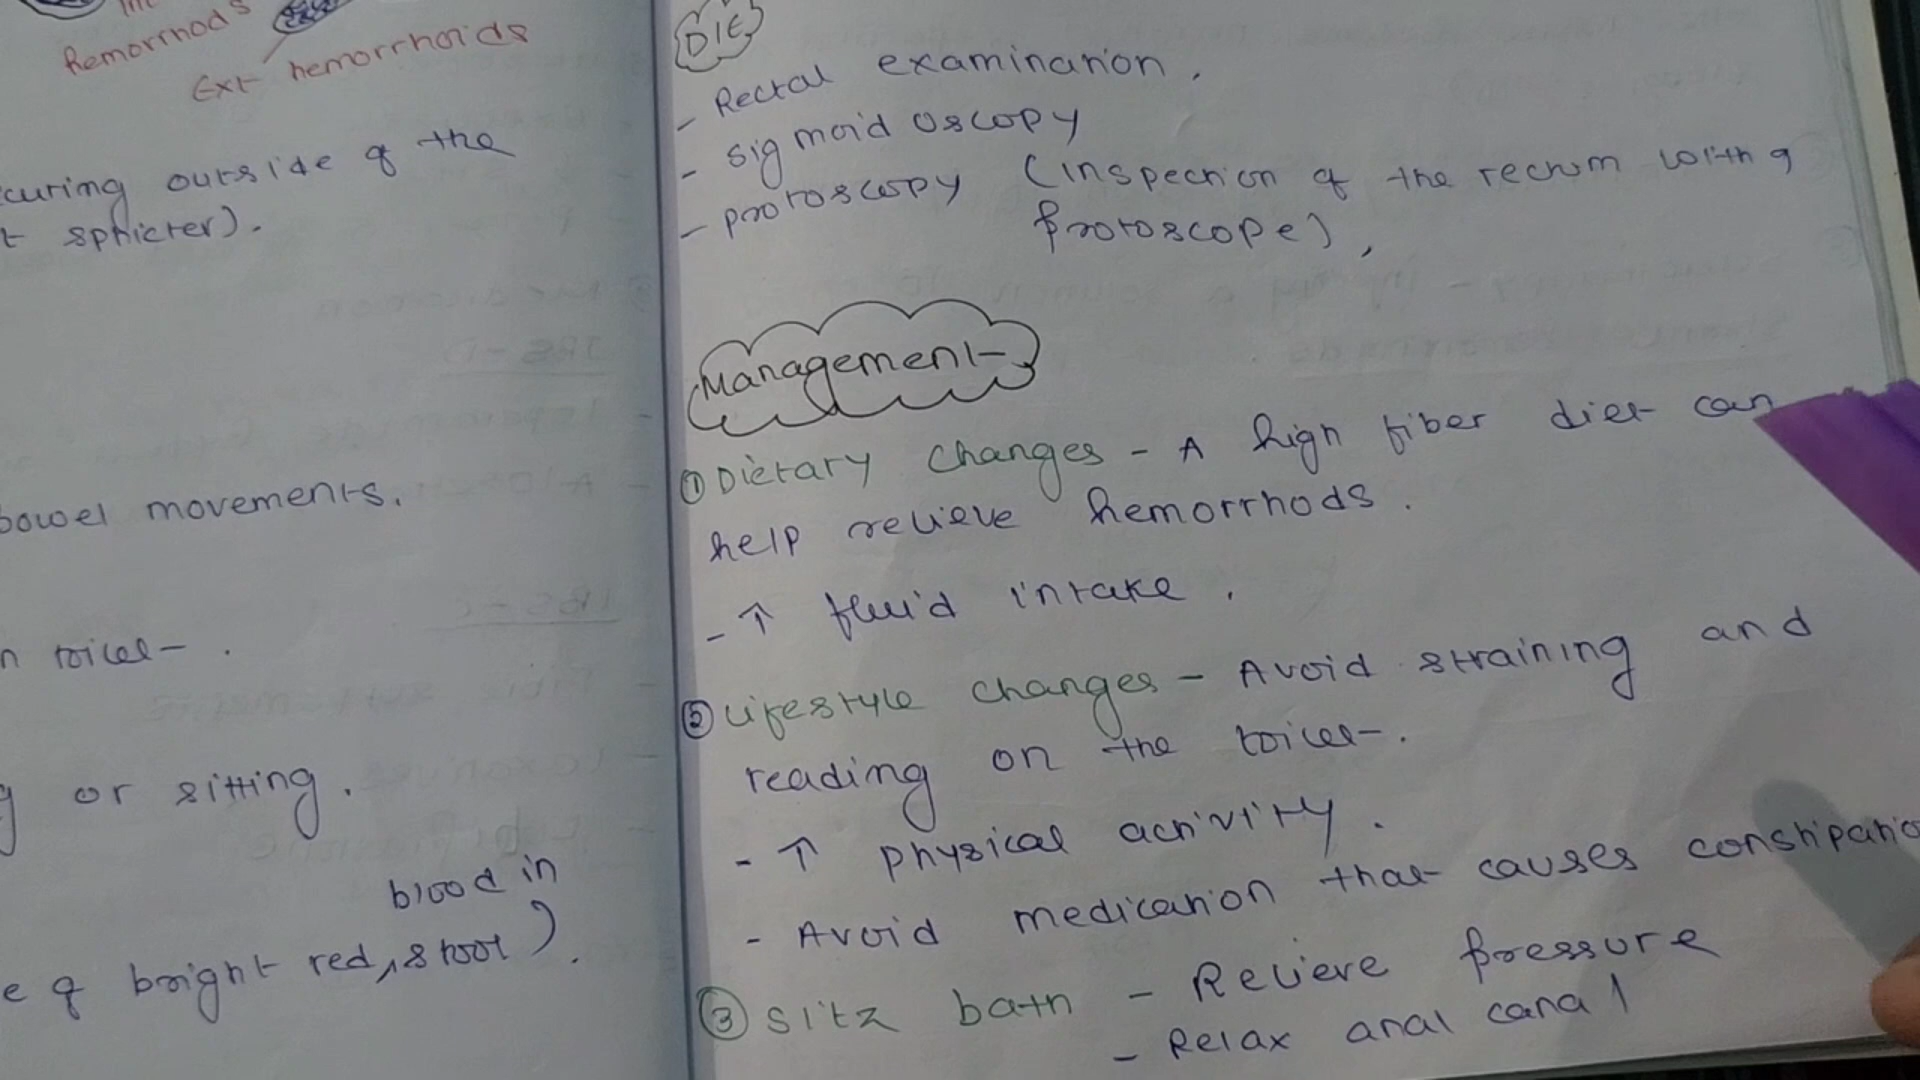 Hemorrhods
Ext hemorrhoids
curing outside of the
t sphicter).
bowel movements.
n toilet.
g or sitting.
blood in
e of bright red, stool).
D/E
- Rectal examination.
- sigmoidoscopy
- protoscopy (inspection of the rectum with a
protoscope),
Management
① Dietary changes - A high fiber diet can
help relieve hemorrhods.
- ↑ fluid intake.
② Lifestyle changes - Avoid straining and
reading on the toilet.
- ↑ physical activity.
- Avoid medication that causes constipatio
③ Sitz bath - Relieve pressure
- Relax anal canal